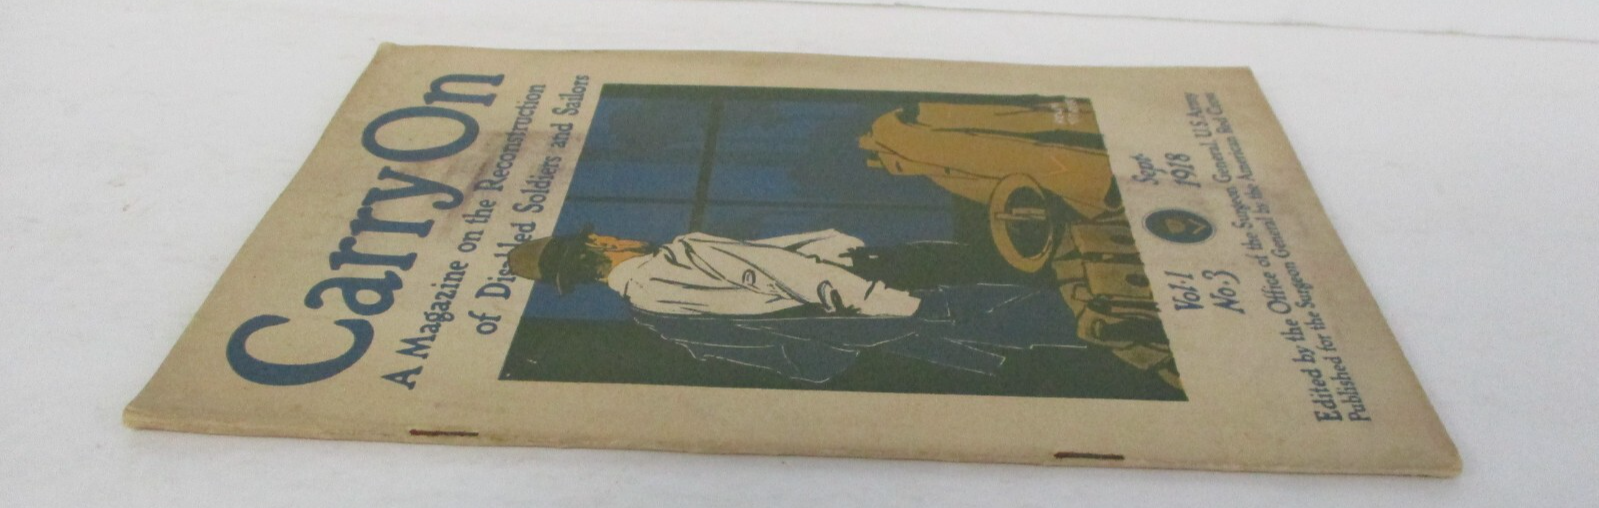 Carry On
A Magazine on the Reconstruction
of Disabled Soldiers and Sailors
Vol·1 Sept·
No·3 1918
Edited by the Office of the Surgeon General, U.S. Army
Published for the Surgeon General by the American Red Cross